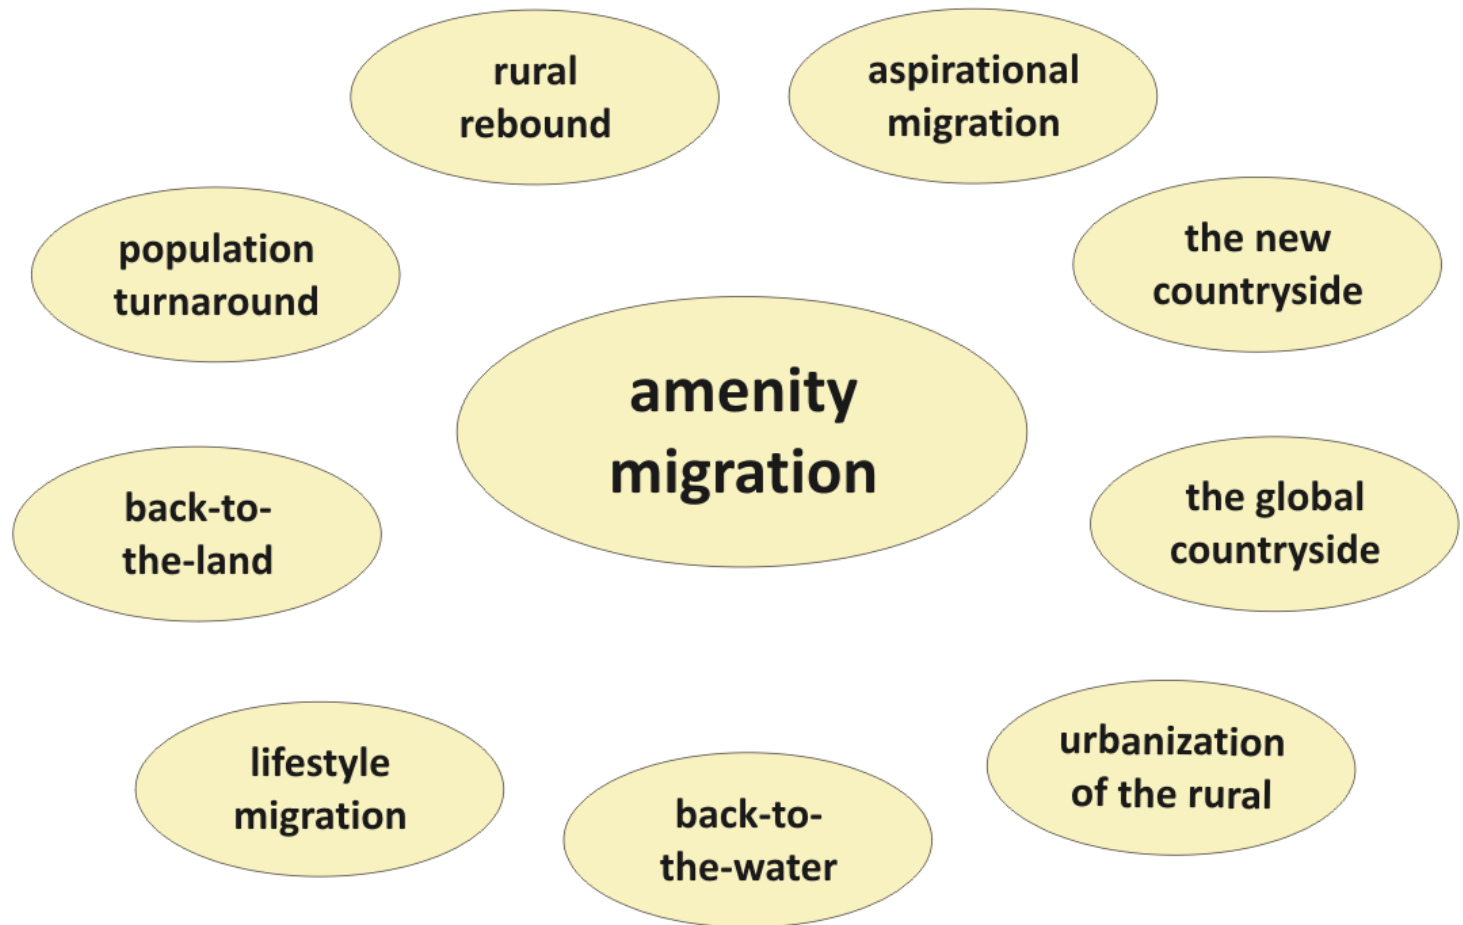 rural
rebound
aspirational
migration
the new
countryside
population
turnaround
amenity
migration
the global
countryside
back-to-
the-land
urbanization
of the rural
lifestyle
migration
back-to-
the-water